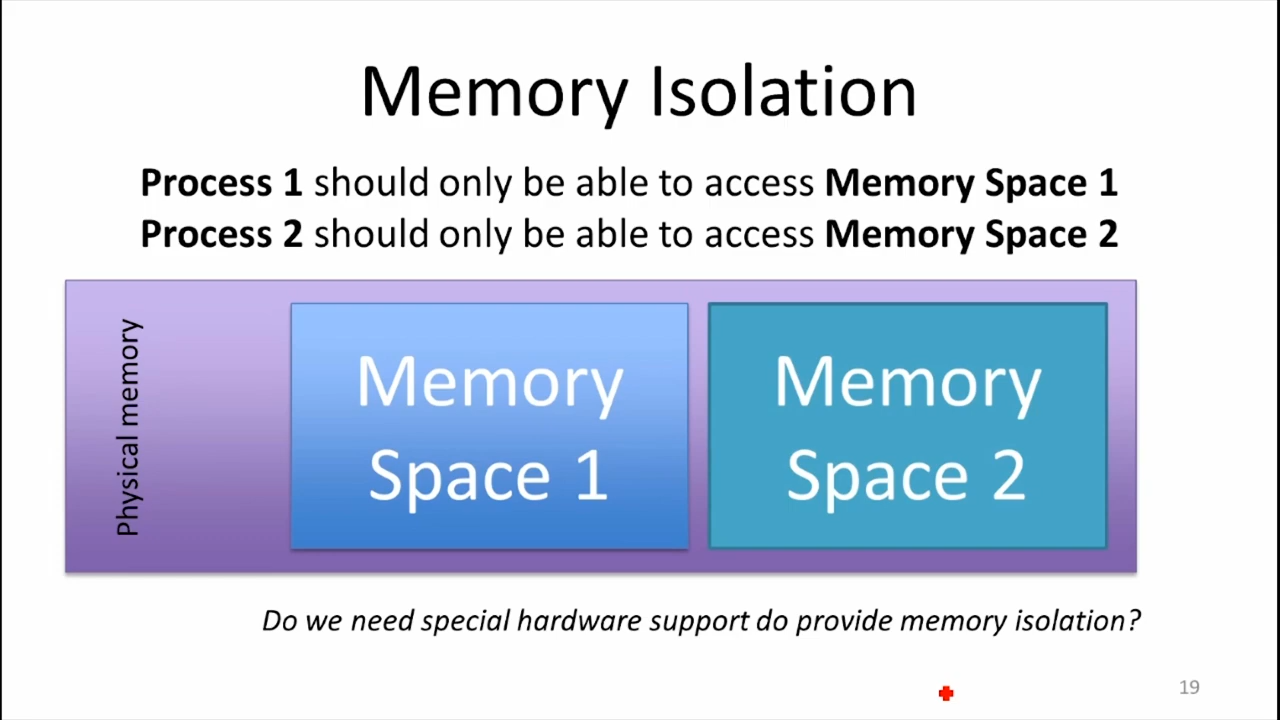 Memory Isolation
Process 1 should only be able to access Memory Space 1
Process 2 should only be able to access Memory Space 2
Physical memory
Memory
Space 1
Memory
Space 2
Do we need special hardware support do provide memory isolation?
19